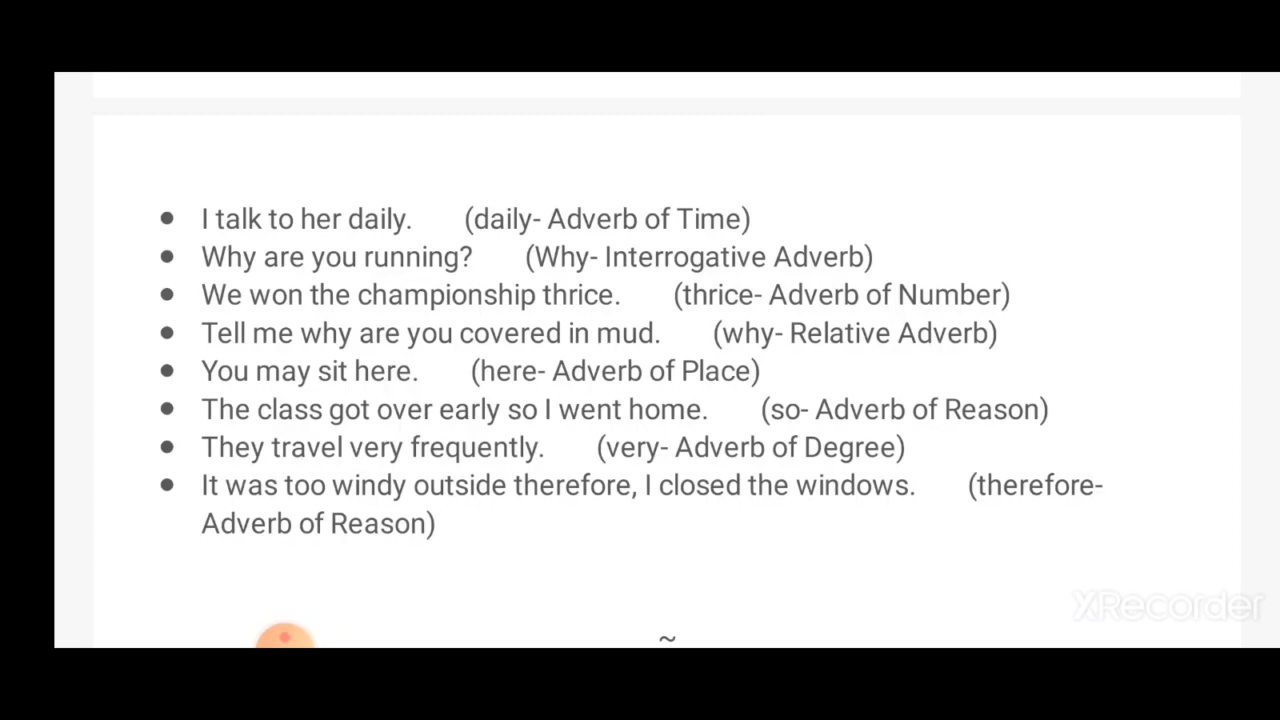 • I talk to her daily. (daily- Adverb of Time)
• Why are you running? (Why- Interrogative Adverb)
• We won the championship thrice. (thrice- Adverb of Number)
• Tell me why are you covered in mud. (why- Relative Adverb)
• You may sit here. (here- Adverb of Place)
• The class got over early so I went home. (so- Adverb of Reason)
• They travel very frequently. (very- Adverb of Degree)
• It was too windy outside therefore, I closed the windows. (therefore-
Adverb of Reason)
XRecorder
~